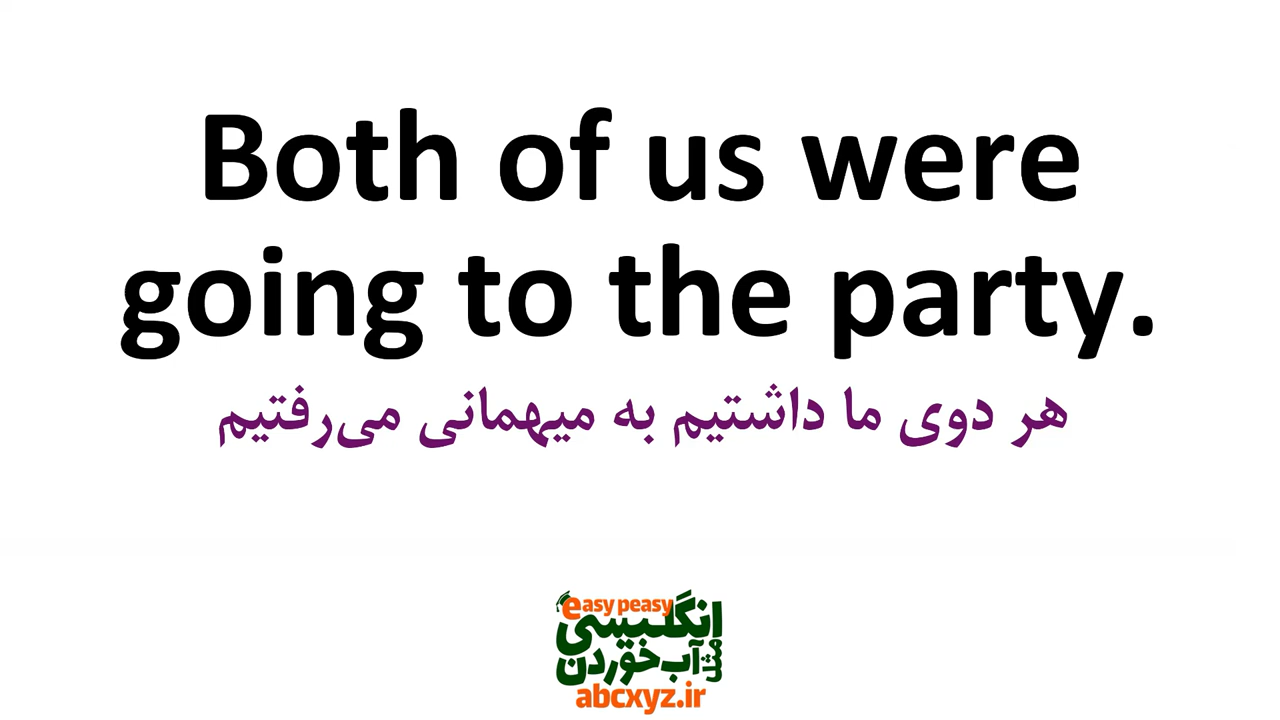 Both of us were
going to the party.
هر دوی ما داشتیم به میهمانی می‌رفتیم
easy peasy
انگلیسی
مثل آب خوردن
abcxyz.ir